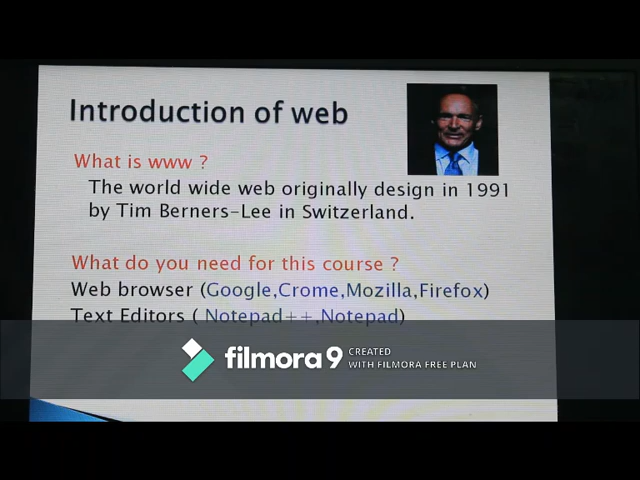 Introduction of web
What is www ?
The world wide web originally design in 1991
by Tim Berners-Lee in Switzerland.
What do you need for this course ?
Web browser (Google,Crome,Mozilla,Firefox)
Text Editors ( Notepad++,Notepad)
filmora9 CREATED
WITH FILMORA FREE PLAN